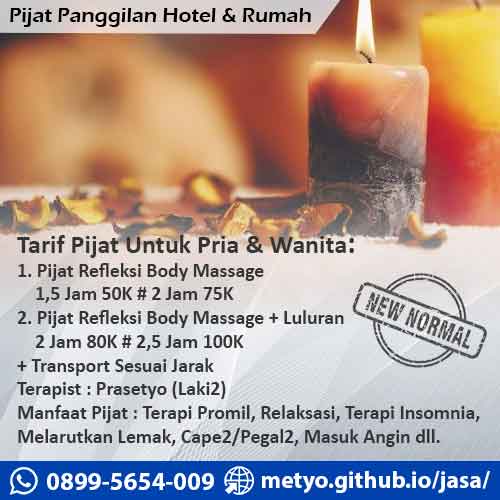 Pijat Panggilan Hotel & Rumah
Tarif Pijat Untuk Pria & Wanita:
1. Pijat Refleksi Body Massage
1,5 Jam 50K # 2 Jam 75K
2. Pijat Refleksi Body Massage + Luluran
2 Jam 80K # 2,5 Jam 100K
+ Transport Sesuai Jarak
Terapist : Prasetyo (Laki2)
Manfaat Pijat : Terapi Promil, Relaksasi, Terapi Insomnia,
Melarutkan Lemak, Cape2/Pegal2, Masuk Angin dll.
NEW NORMAL
0899-5654-009 metyo.github.io/jasa/